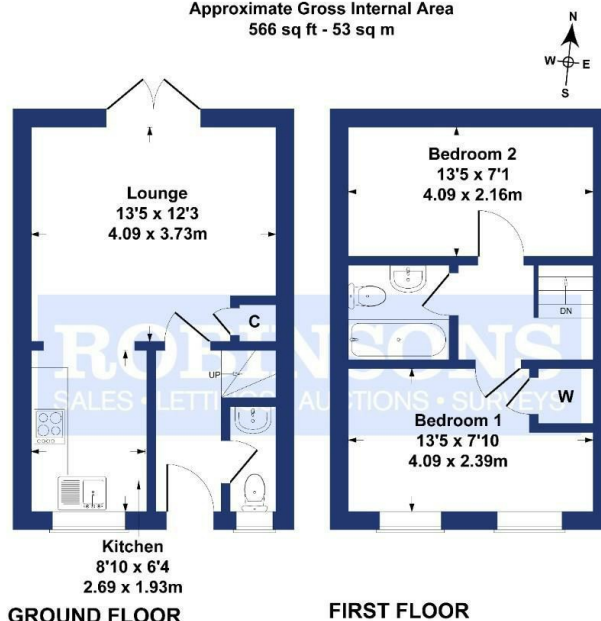 Approximate Gross Internal Area
566 sq ft - 53 sq m
N
W E
S
Lounge
13'5 x 12'3
4.09 x 3.73m
C
UP
Kitchen
8'10 x 6'4
2.69 x 1.93m
GROUND FLOOR
Bedroom 2
13'5 x 7'1
4.09 x 2.16m
DN
W
Bedroom 1
13'5 x 7'10
4.09 x 2.39m
FIRST FLOOR
ROBINSONS
SALES • LETTINGS • AUCTIONS • SURVEYS